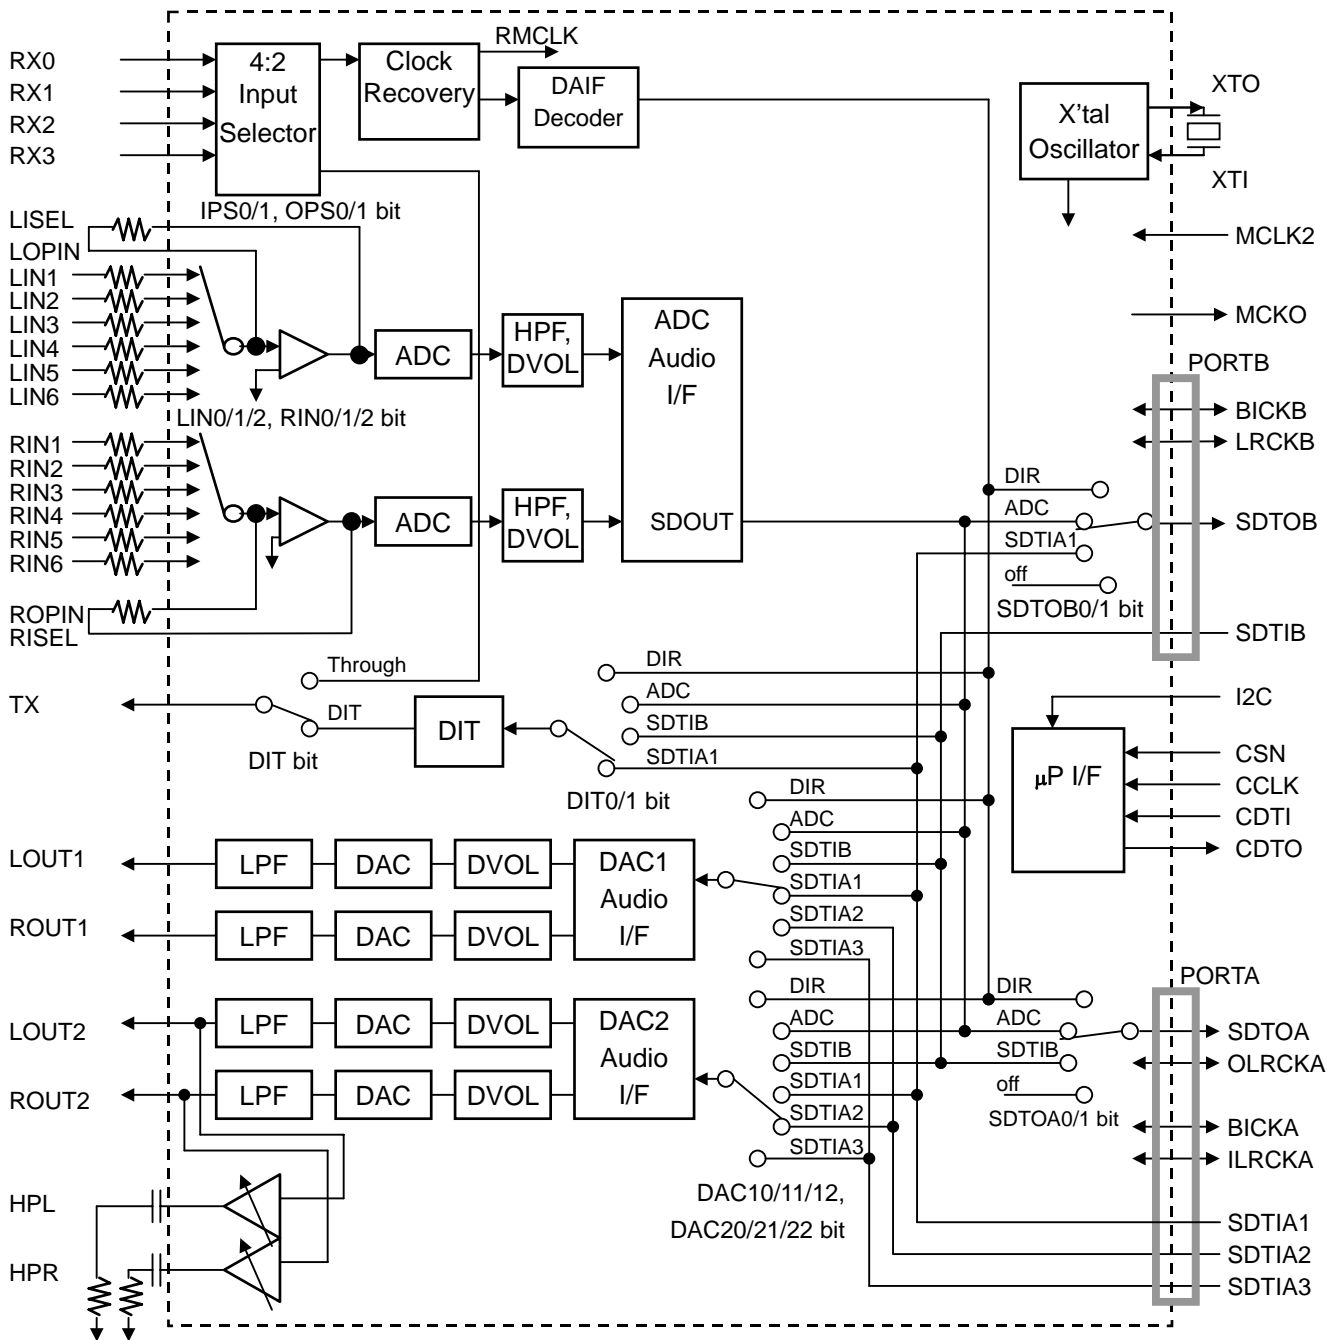 RMCLK
RX0
RX1
RX2
RX3
4:2
Input
Selector
Clock
Recovery
DAIF
Decoder
X'tal
Oscillator
XTO
XTI
IPS0/1, OPS0/1 bit
LISEL
LOPIN
LIN1
LIN2
LIN3
LIN4
LIN5
LIN6
MCLK2
MCKO
ADC
HPF,
DVOL
ADC
Audio
I/F
SDOUT
LIN0/1/2, RIN0/1/2 bit
RIN1
RIN2
RIN3
RIN4
RIN5
RIN6
ADC
HPF,
DVOL
ROPIN
RISEL
PORTB
BICKB
LRCKB
DIR
ADC
SDTIA1
off
SDTOB0/1 bit
SDTOB
SDTIB
TX
Through
DIT
DIT bit
DIT
DIR
ADC
SDTIB
SDTIA1
DIT0/1 bit
I2C
µP I/F
CSN
CCLK
CDTI
CDTO
LOUT1
ROUT1
LPF
DAC
DVOL
LPF
DAC
DVOL
DAC1
Audio
I/F
DIR
ADC
SDTIB
SDTIA1
SDTIA2
SDTIA3
LOUT2
ROUT2
LPF
DAC
DVOL
LPF
DAC
DVOL
DAC2
Audio
I/F
DIR
ADC
SDTIB
SDTIA1
SDTIA2
SDTIA3
DAC10/11/12,
DAC20/21/22 bit
DIR
ADC
SDTIB
off
SDTOA0/1 bit
PORTA
SDTOA
OLRCKA
BICKA
ILRCKA
SDTIA1
SDTIA2
SDTIA3
HPL
HPR